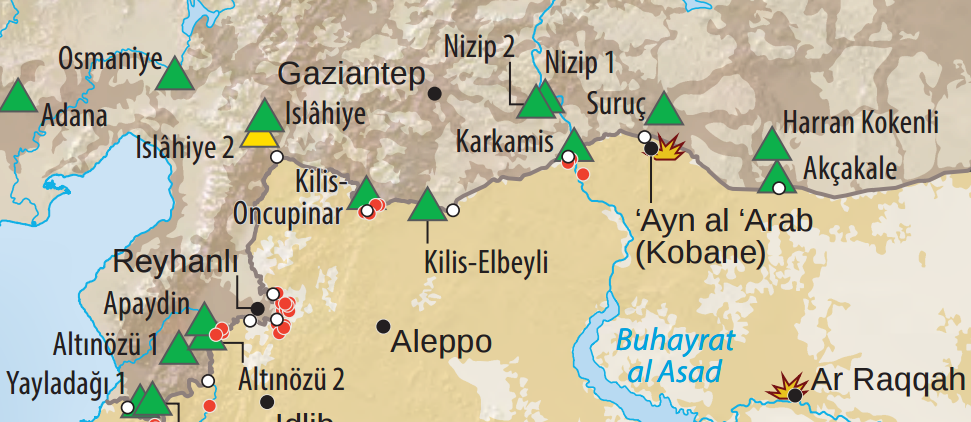 Nizip 2
Osmaniye
Nizip 1
Gaziantep
Suruç
Adana
Islâhiye
Harran Kokenli
Islâhiye 2
Karkamis
Akçakale
Kilis-
Oncupinar
‘Ayn al ‘Arab
(Kobane)
Reyhanlı
Kilis-Elbeyli
Apaydin
Altınözü 1
Aleppo
Buhayrat
al Asad
Yayladağı 1
Altınözü 2
Ar Raqqah
Idlib